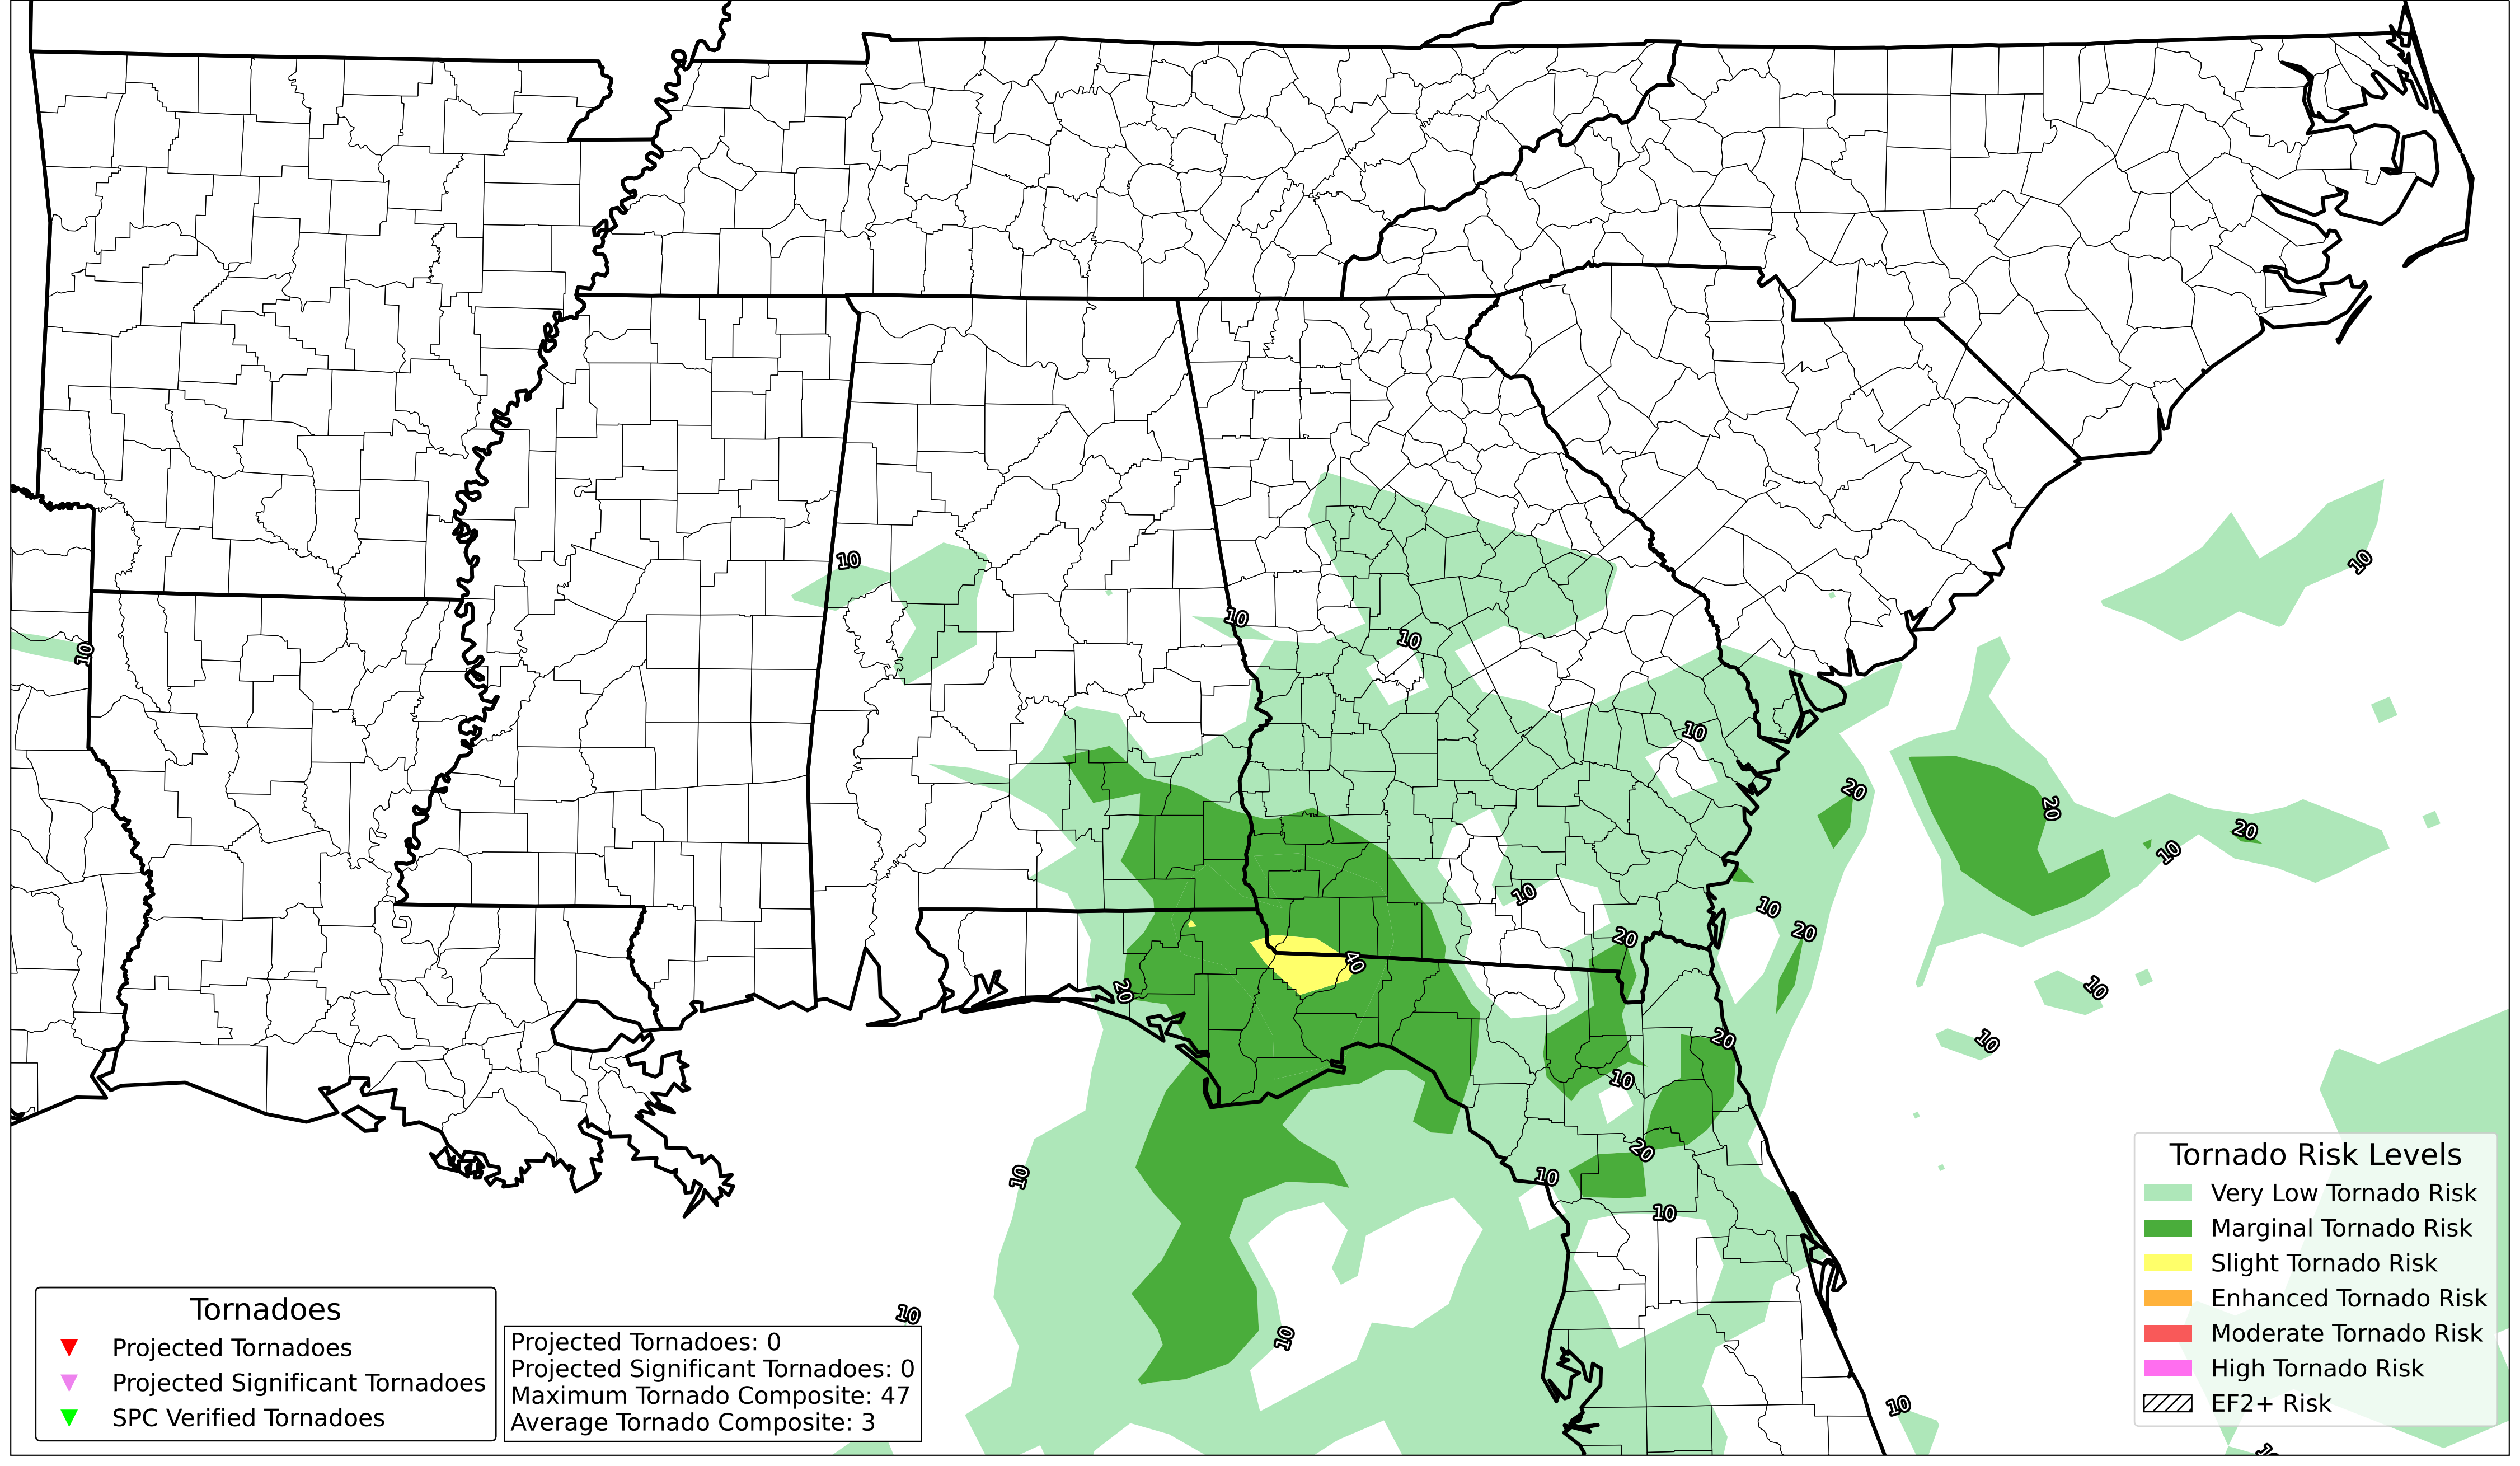 10
10
10
10
10
10
20
20
20
10
10
20
10
20
40
20
10
10
20
10
20
10
10
10
10
10
10
10
Tornado Risk Levels
Very Low Tornado Risk
Marginal Tornado Risk
Slight Tornado Risk
Enhanced Tornado Risk
Moderate Tornado Risk
High Tornado Risk
EF2+ Risk
Tornadoes
Projected Tornadoes
Projected Significant Tornadoes
SPC Verified Tornadoes
Projected Tornadoes: 0
Projected Significant Tornadoes: 0
Maximum Tornado Composite: 47
Average Tornado Composite: 3